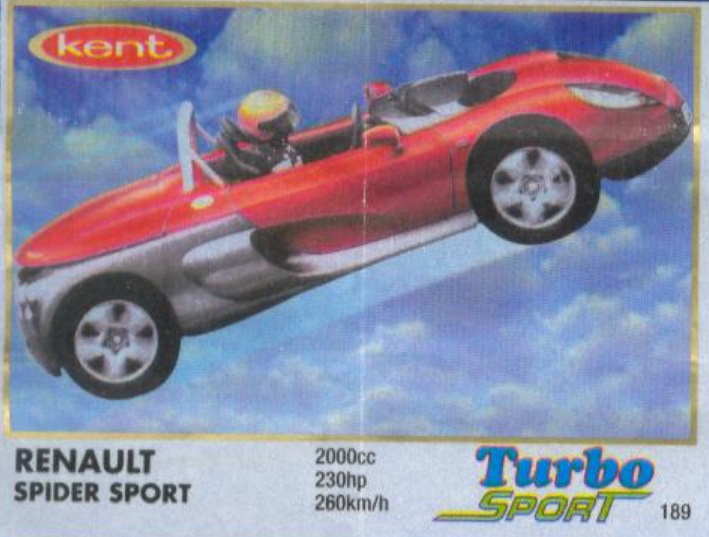 kent
RENAULT
SPIDER SPORT
2000cc
230hp
260km/h
Turbo
SPORT
189